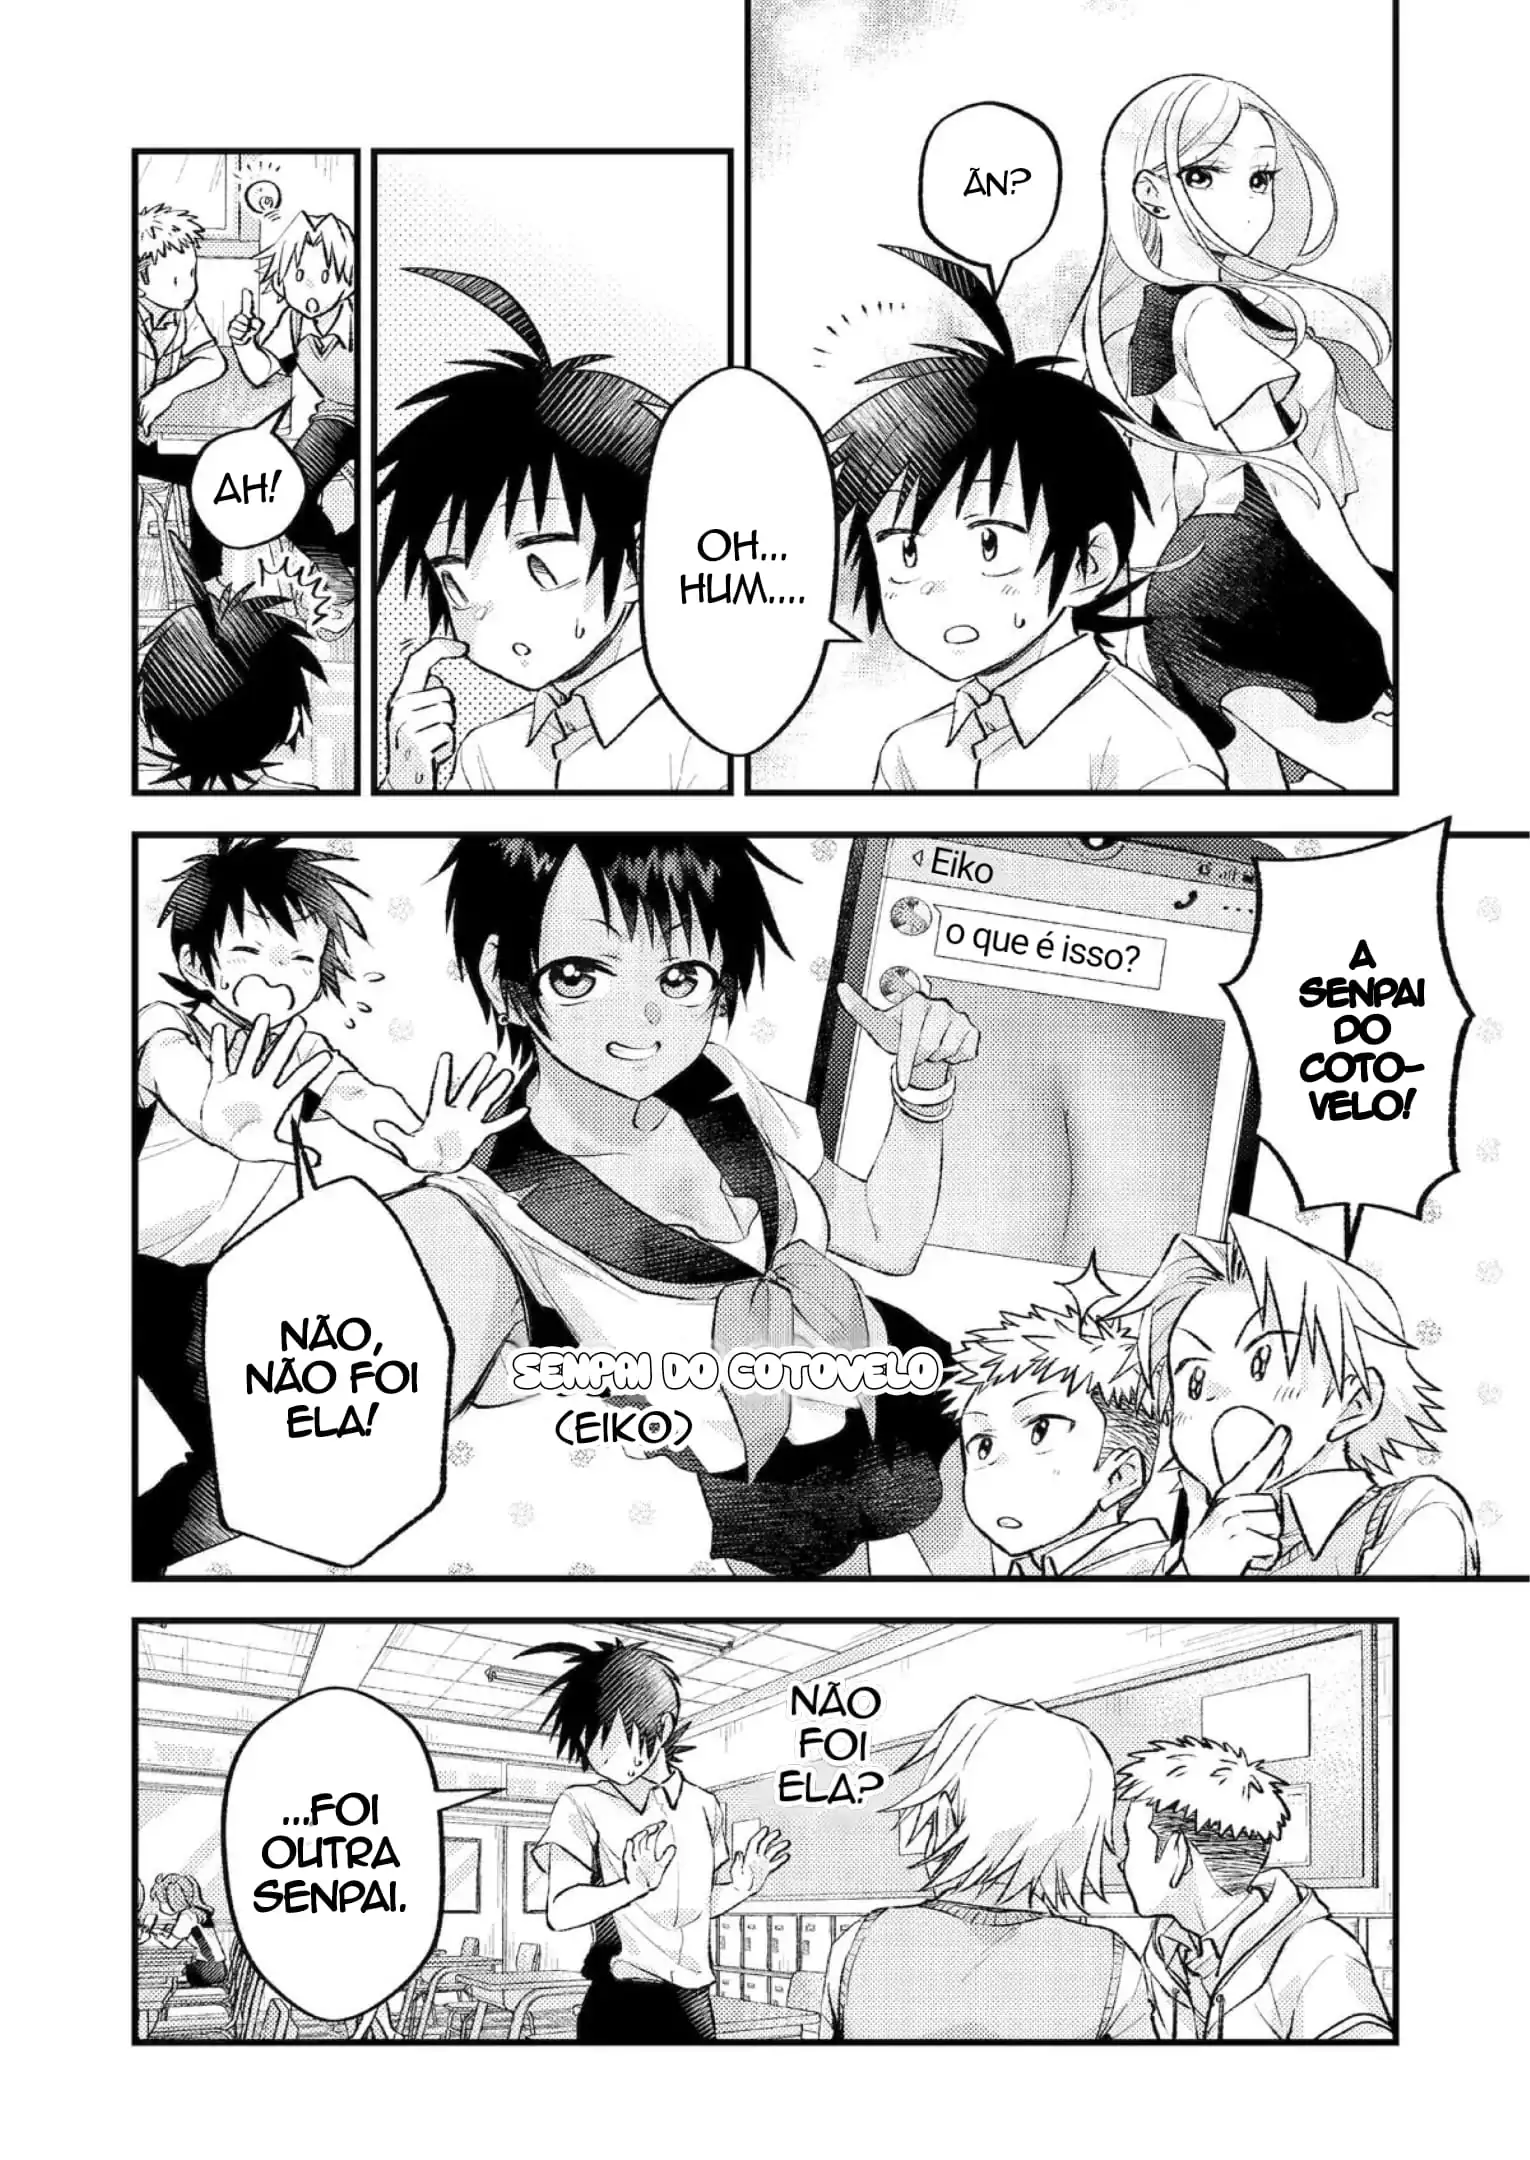 ÃN?
OH...
HUM....
AH!
A
SENPAI
DO
COTO-
VELO!
Eiko
o que é isso?
SENPAI DO COTOVELO
(EIKO)
NÃO,
NÃO FOI
ELA!
NÃO
FOI
ELA?
...FOI
OUTRA
SENPAI.